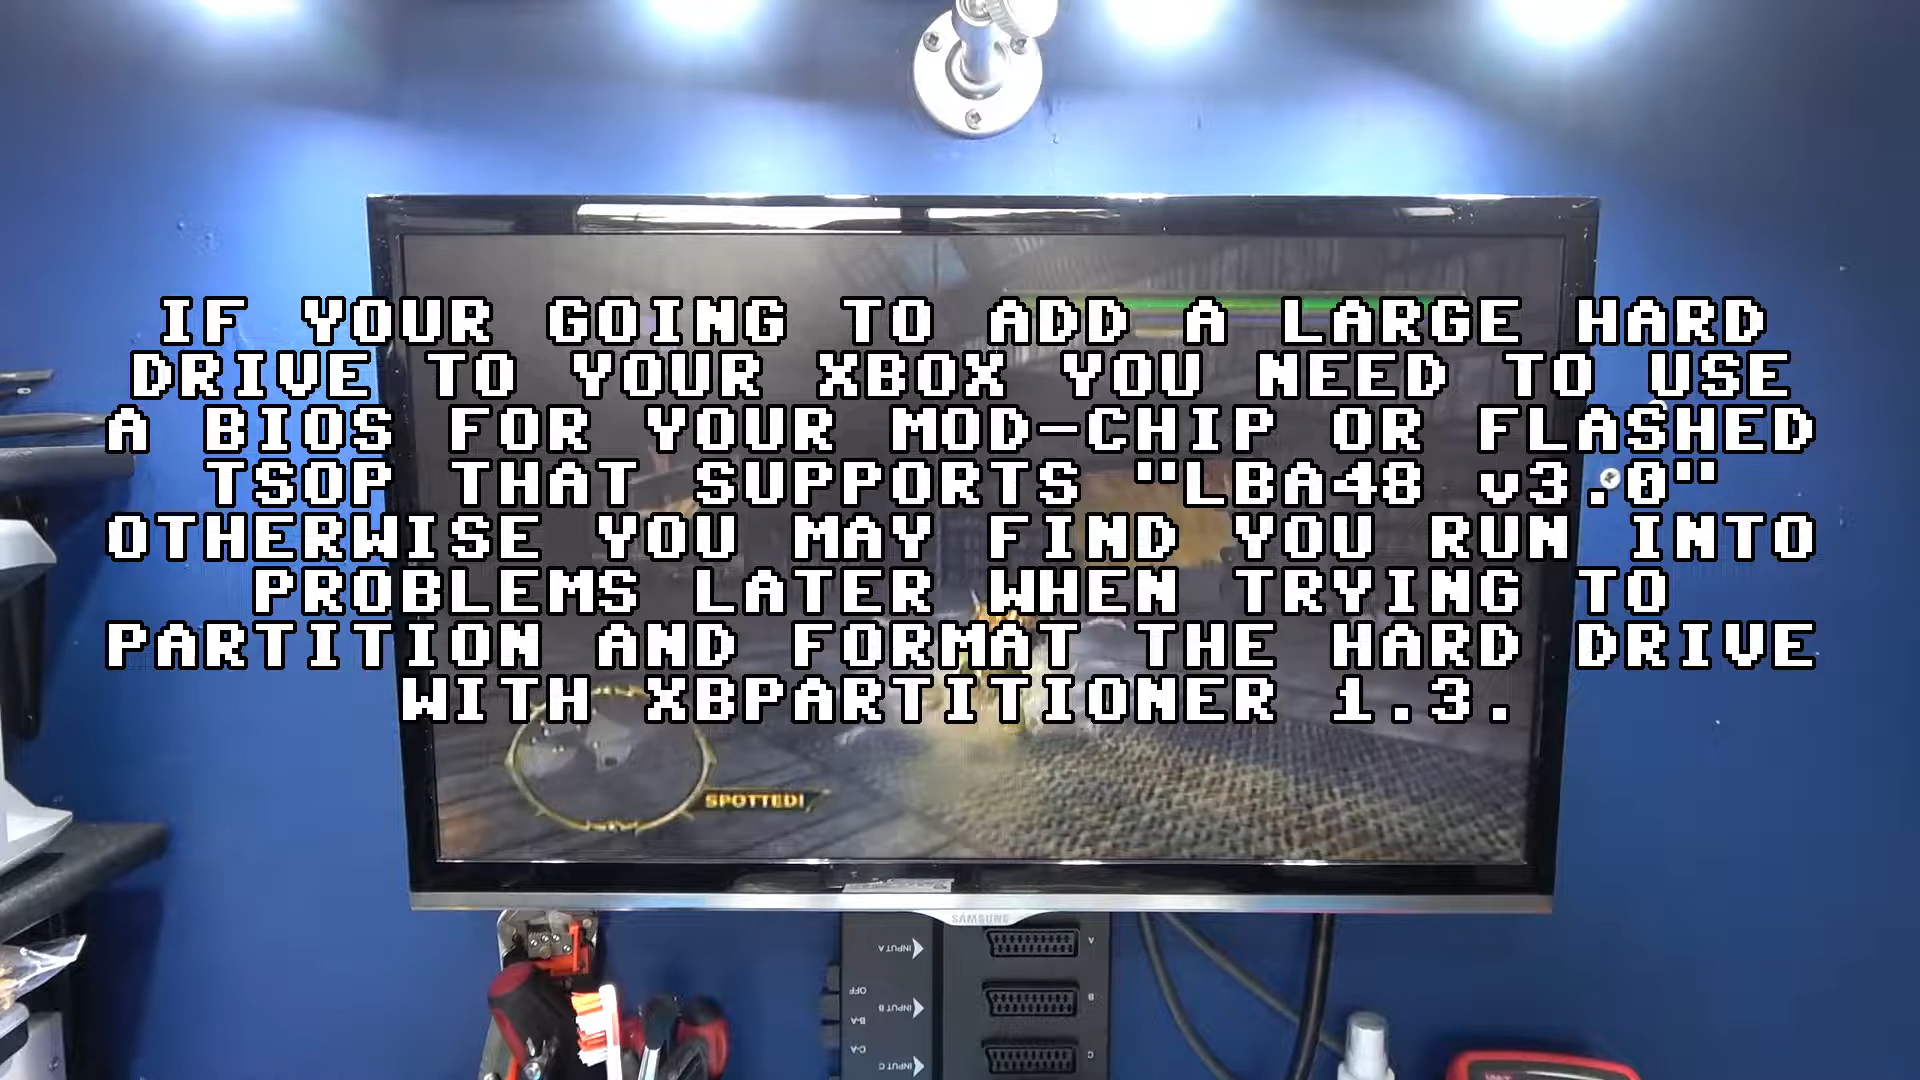 IF YOUR GOING TO ADD A LARGE HARD
DRIVE TO YOUR XBOX YOU NEED TO USE
A BIOS FOR YOUR MOD-CHIP OR FLASHED
TSOP THAT SUPPORTS "LBA48 v3.0"
OTHERWISE YOU MAY FIND YOU RUN INTO
PROBLEMS LATER WHEN TRYING TO
PARTITION AND FORMAT THE HARD DRIVE
WITH XBPARTITIONER 1.3.
SPOTTED!
SAMSUNG
INPUT A
A
OFF
INPUT B
B
B-A
C-A
INPUT C
C